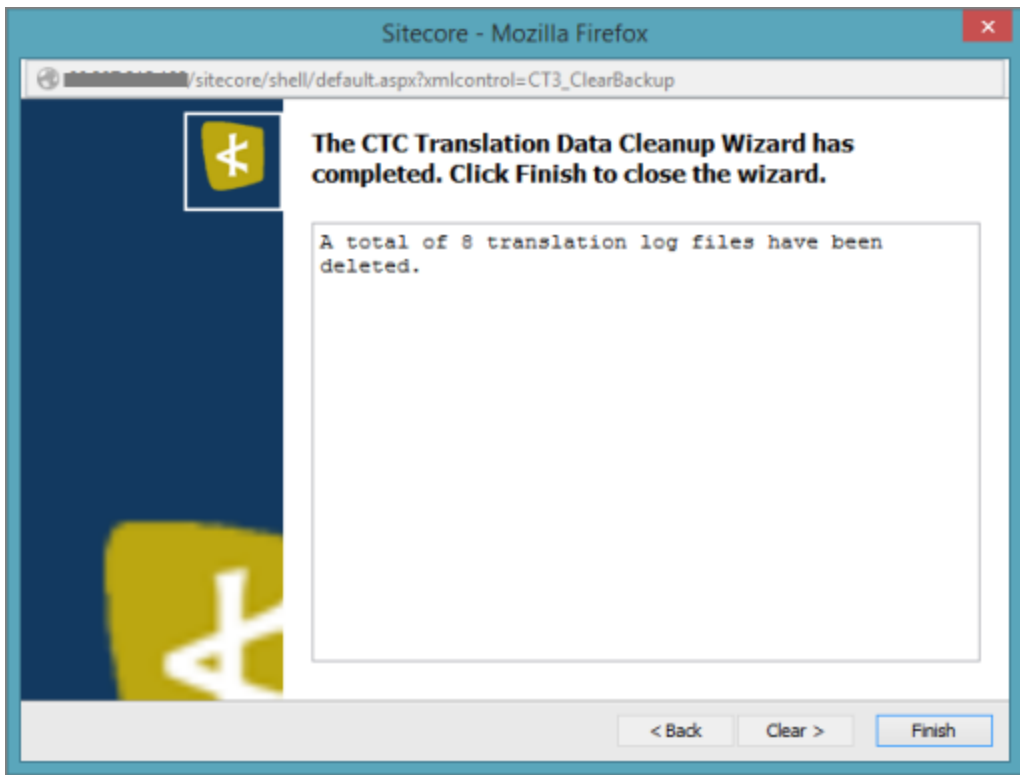 Sitecore - Mozilla Firefox
/sitecore/shell/default.aspx?xmlcontrol=CT3_ClearBackup
The CTC Translation Data Cleanup Wizard has
completed. Click Finish to close the wizard.
A total of 8 translation log files have been
deleted.
< Back Clear > Finish